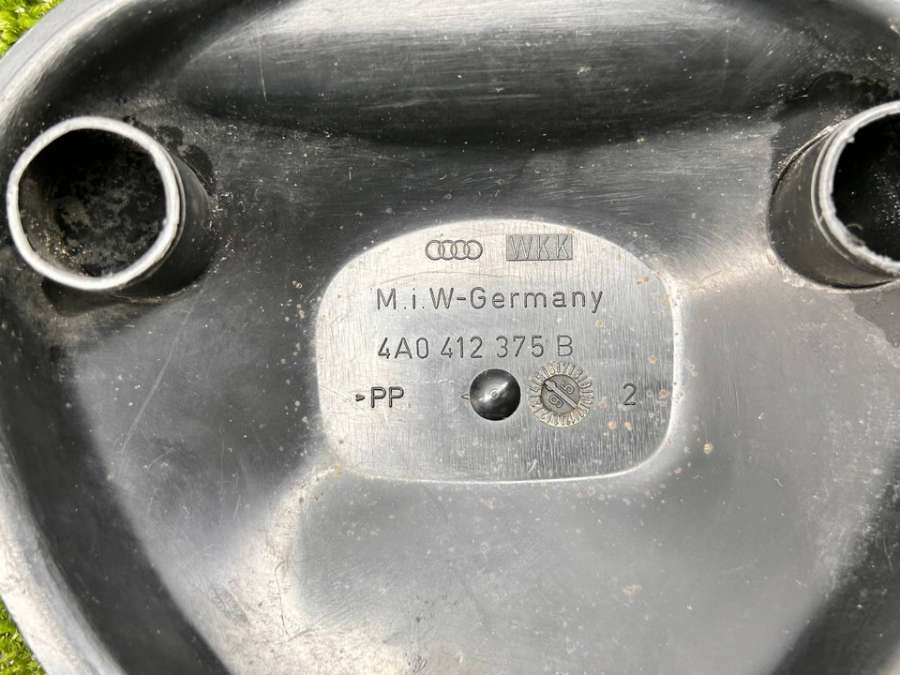 WKK
M.i.W-Germany
4A0 412 375 B
PP 2